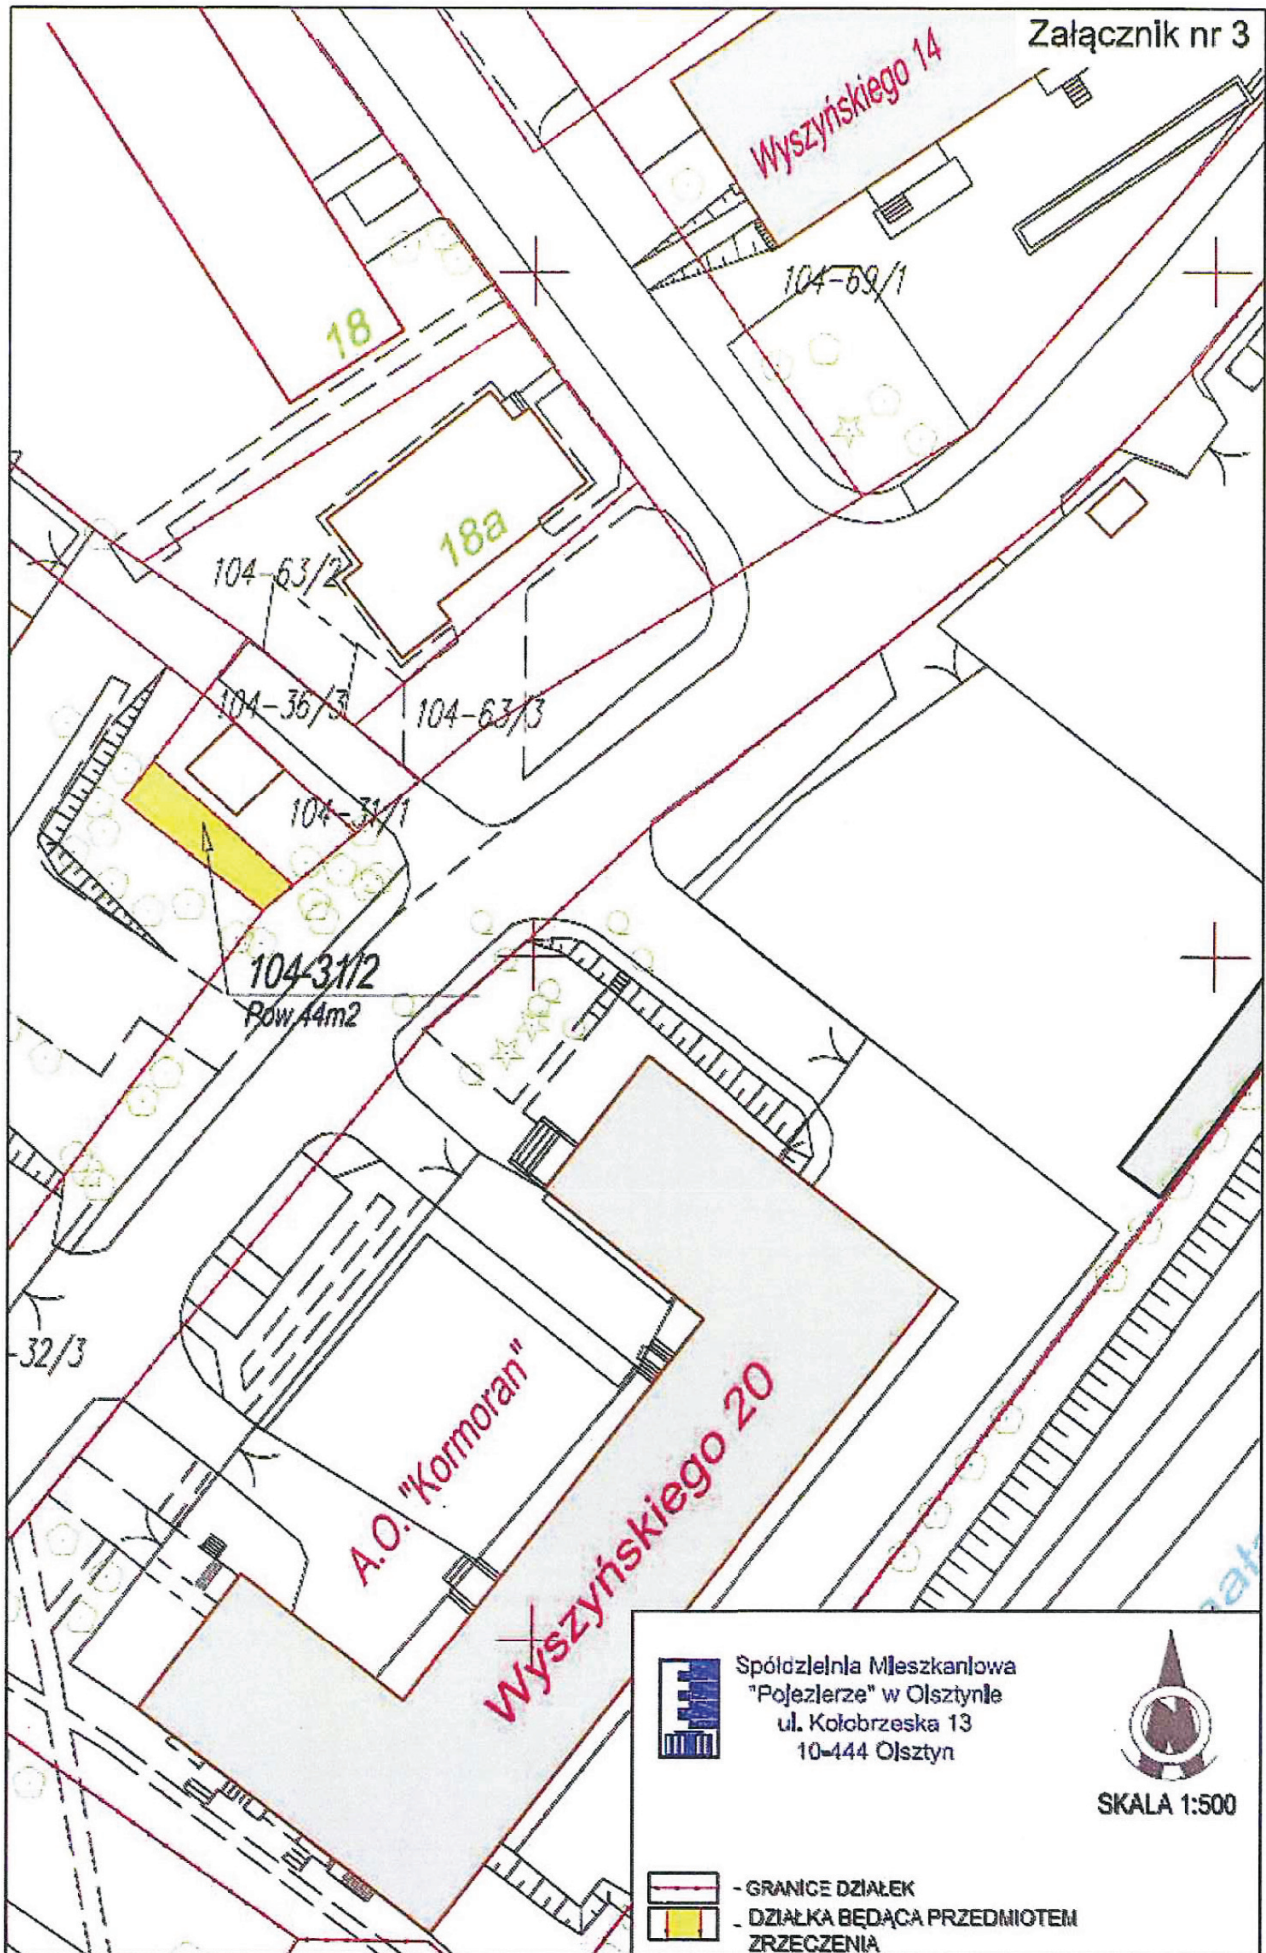 Załącznik nr 3
Wyszyńskiego 14
104-69/1
18
18a
104-63/2
104-36/3
104-63/3
104-31/1
104-31/2
Pow 44m2
-32/3
A.O. "Kormoran"
Wyszyńskiego 20
Spółdzielnia Mieszkaniowa
"Pojezierze" w Olsztynie
ul. Kołobrzeska 13
10-444 Olsztyn
N
SKALA 1:500
- GRANICE DZIAŁEK
- DZIAŁKA BĘDĄCA PRZEDMIOTEM
ZRZECZENIA